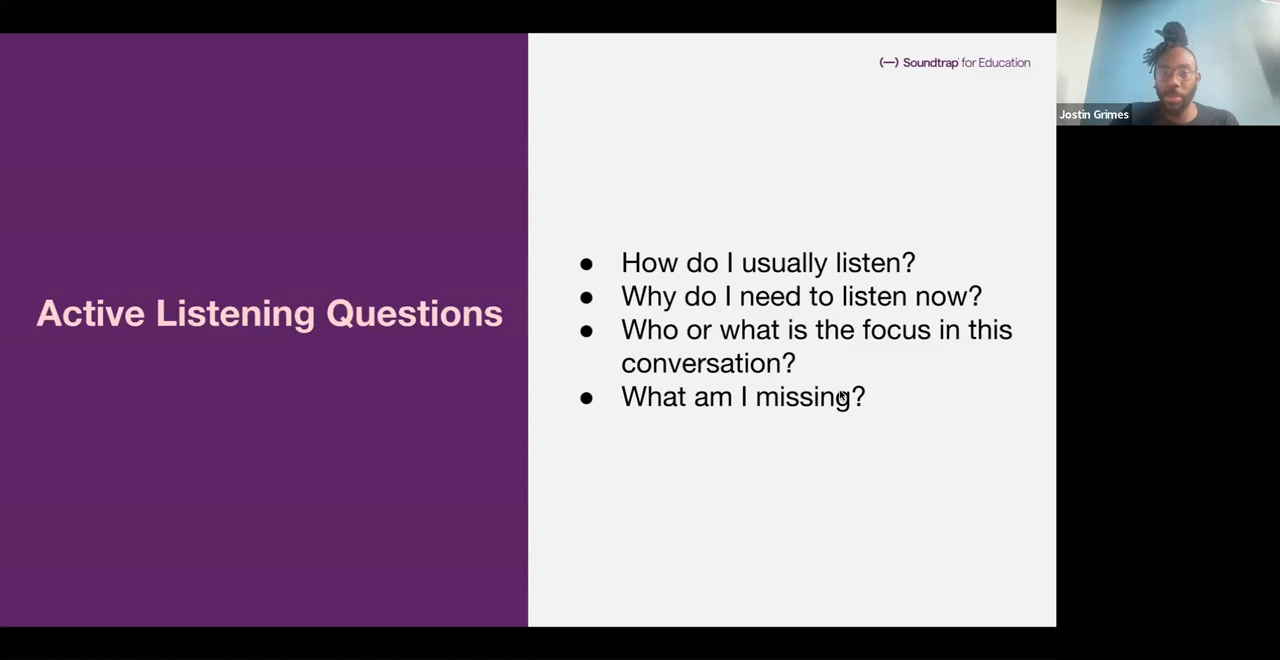 (—) Soundtrap for Education
Jostin Grimes
Active Listening Questions
● How do I usually listen?
● Why do I need to listen now?
● Who or what is the focus in this
conversation?
● What am I missing?